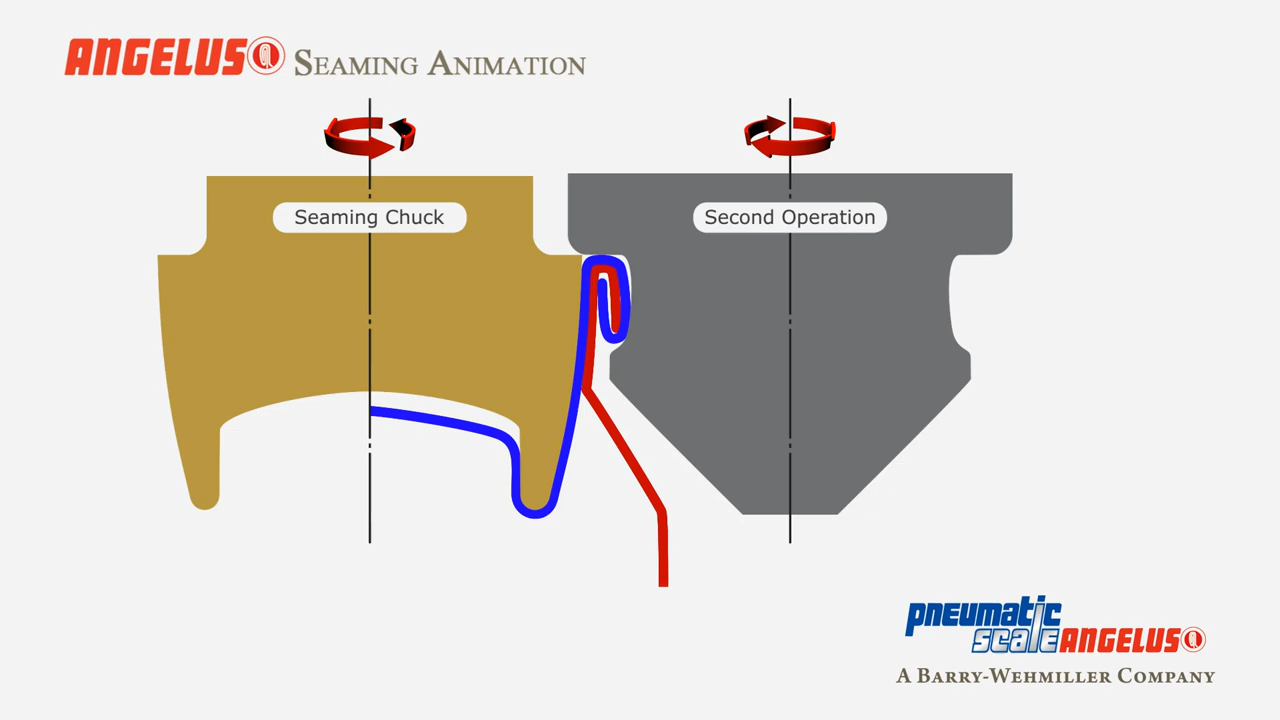 ANGELUS SEAMING ANIMATION
Seaming Chuck
Second Operation
pneumatic
scale ANGELUS
A BARRY-WEHMILLER COMPANY